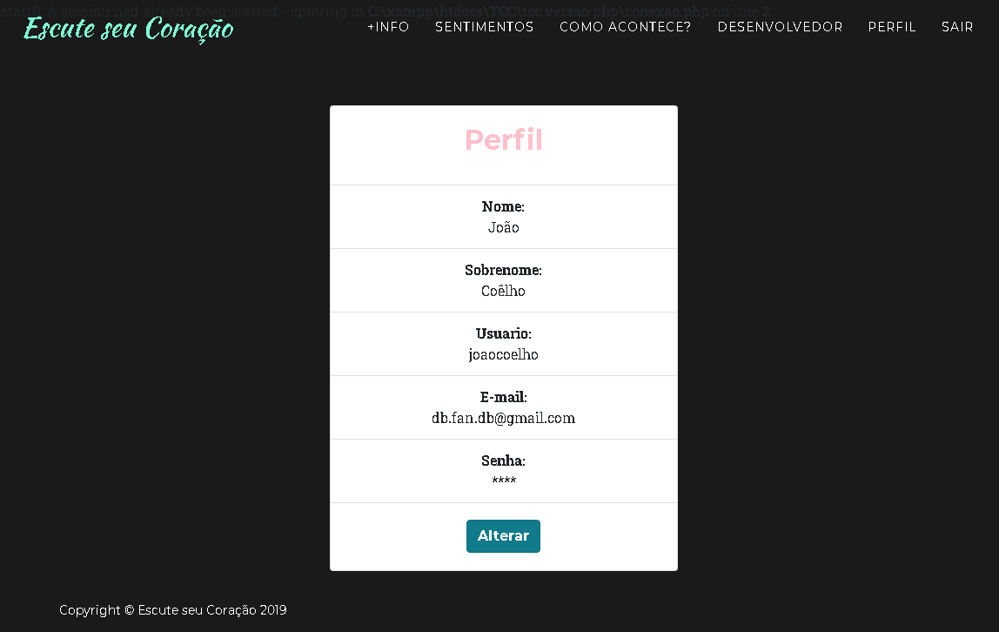 start(): A session had already been started - ignoring in C:\xampp\htdocs\TCC\tcc versao php\conexao.php on line 2
Escute seu Coração
+INFO SENTIMENTOS COMO ACONTECE? DESENVOLVEDOR PERFIL SAIR
Perfil
Nome:
João
Sobrenome:
Coêlho
Usuario:
joaocoelho
E-mail:
db.fan.db@gmail.com
Senha:
****
Alterar
Copyright © Escute seu Coração 2019